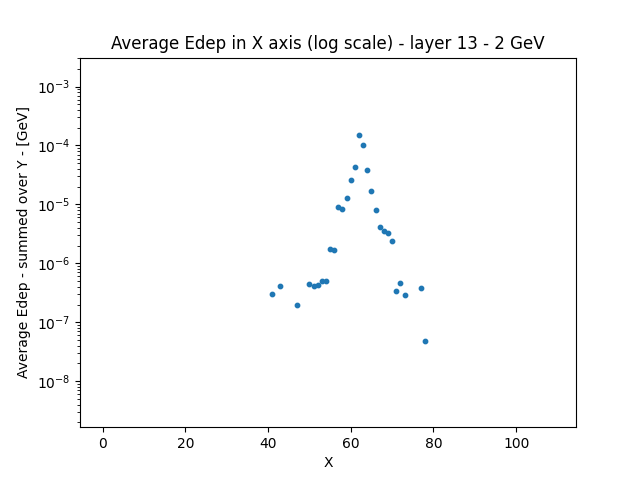 Average Edep in X axis (log scale) - layer 13 - 2 GeV
Average Edep - summed over Y - [GeV]
10⁻³
10⁻⁴
10⁻⁵
10⁻⁶
10⁻⁷
10⁻⁸
0 20 40 60 80 100
X